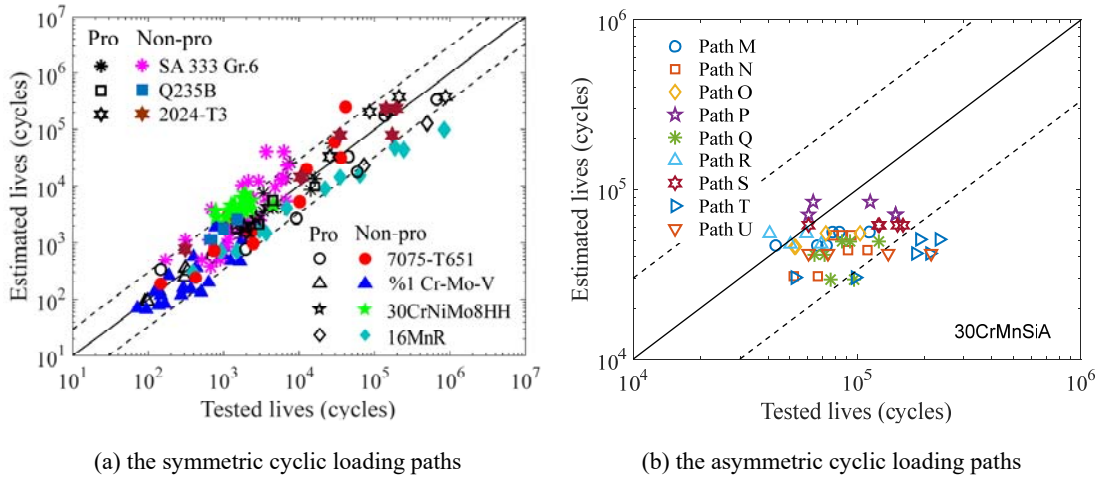 Pro Non-pro
SA 333 Gr.6
Q235B
2024-T3
Pro Non-pro
7075-T651
%1 Cr-Mo-V
30CrNiMo8HH
16MnR
Estimated lives (cycles)
10^7
10^6
10^5
10^4
10^3
10^2
10^1
10^1 10^2 10^3 10^4 10^5 10^6 10^7
Tested lives (cycles)
(a) the symmetric cyclic loading paths
Path M
Path N
Path O
Path P
Path Q
Path R
Path S
Path T
Path U
30CrMnSiA
Estimated lives (cycles)
10^6
10^5
10^4
10^4 10^5 10^6
Tested lives (cycles)
(b) the asymmetric cyclic loading paths